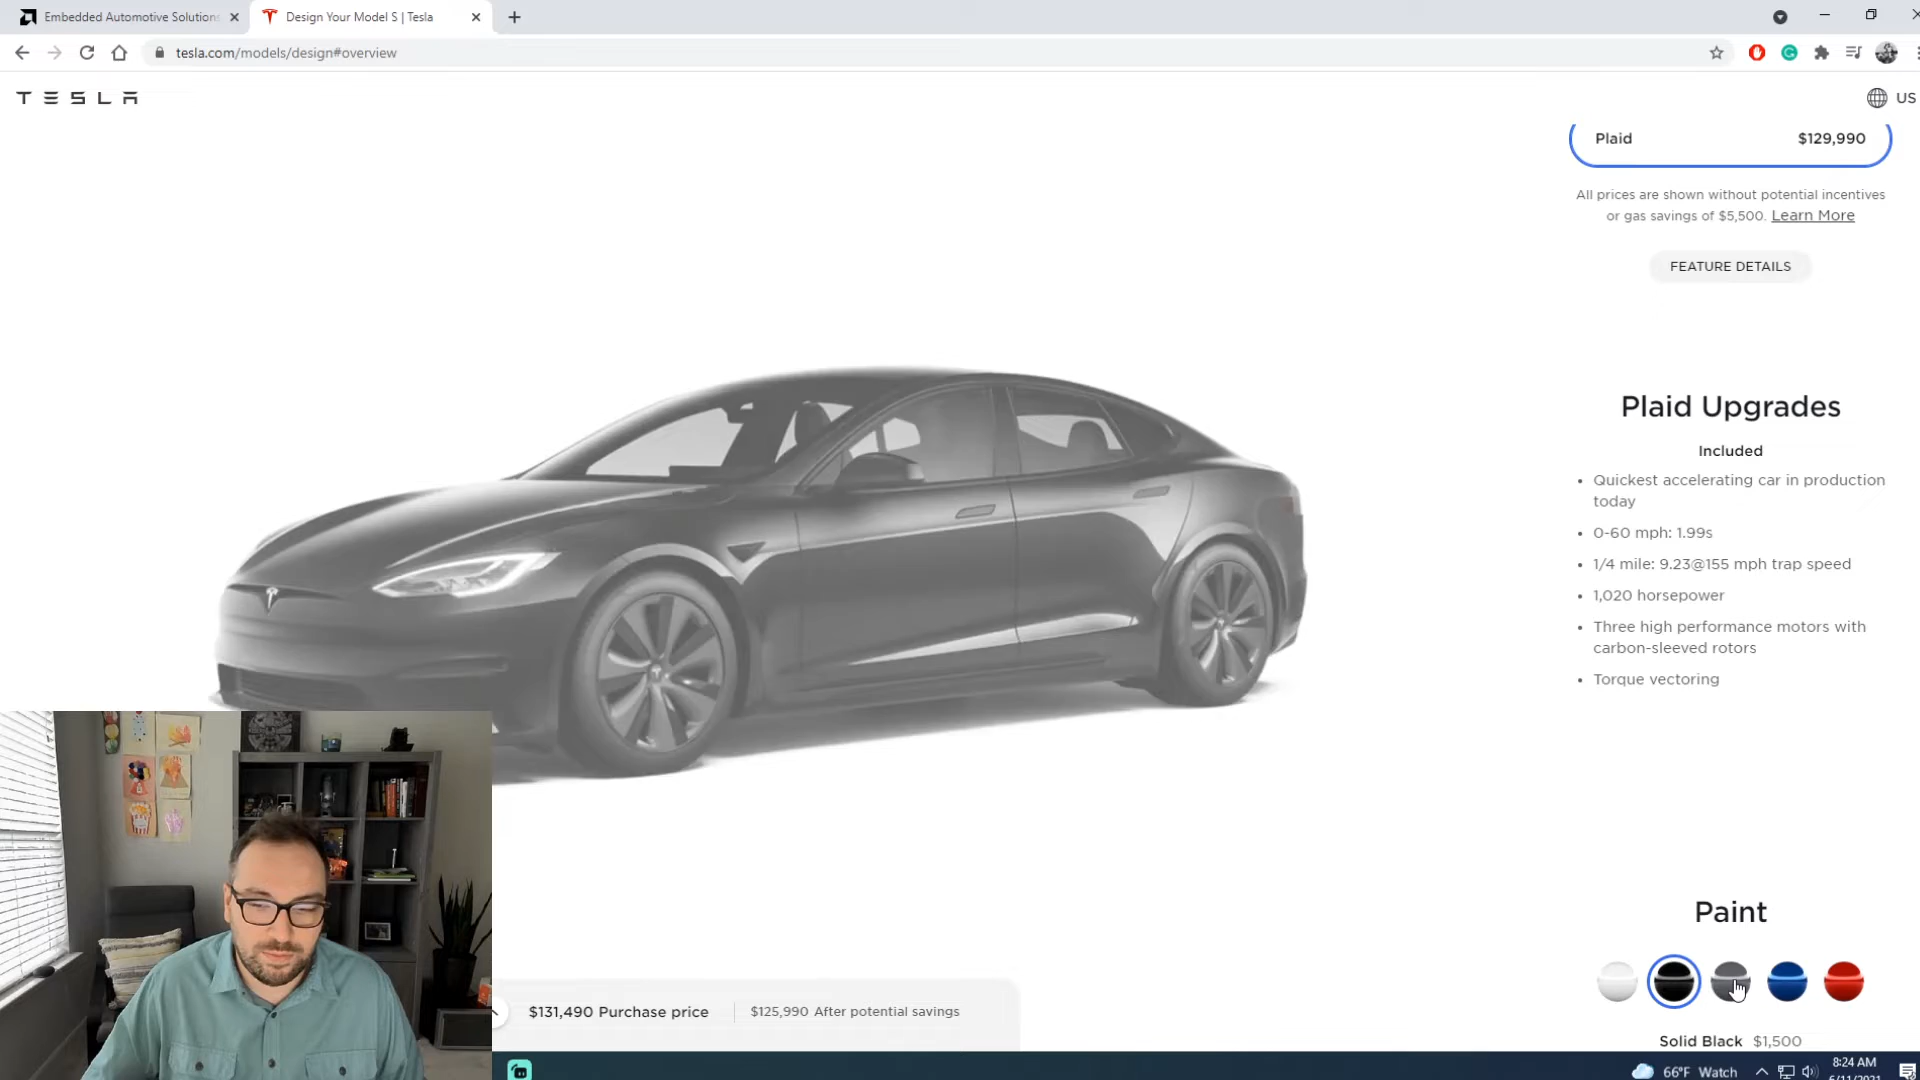 Embedded Automotive Solutions
Design Your Model S | Tesla
tesla.com/models/design#overview
TESLA
US
Plaid $129,990
All prices are shown without potential incentives
or gas savings of $5,500. Learn More
FEATURE DETAILS
Plaid Upgrades
Included
• Quickest accelerating car in production
today
• 0-60 mph: 1.99s
• 1/4 mile: 9.23@155 mph trap speed
• 1,020 horsepower
• Three high performance motors with
carbon-sleeved rotors
• Torque vectoring
Paint
$131,490 Purchase price $125,990 After potential savings
Solid Black $1,500
66°F Watch
8:24 AM
6/11/2021